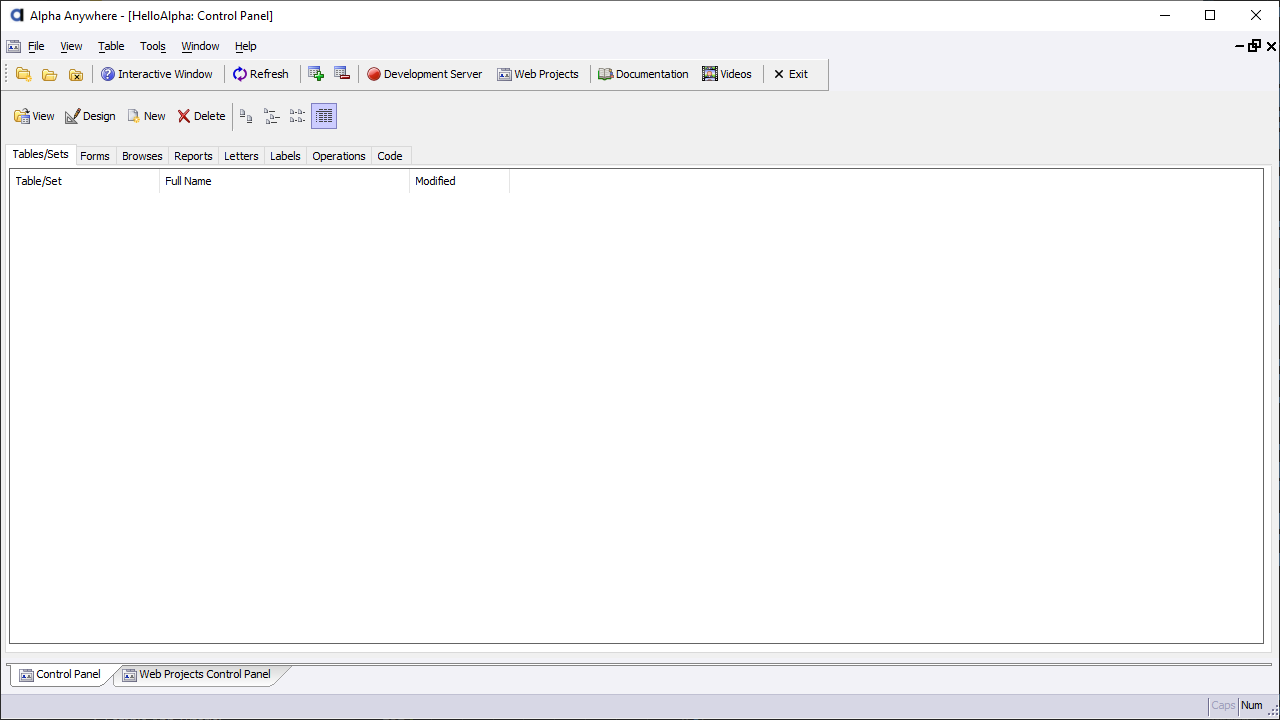 Alpha Anywhere - [HelloAlpha: Control Panel]
File View Table Tools Window Help
Interactive Window Refresh Development Server Web Projects Documentation Videos Exit
View Design New Delete
Tables/Sets Forms Browses Reports Letters Labels Operations Code
Table/Set Full Name Modified
Control Panel Web Projects Control Panel
Caps Num